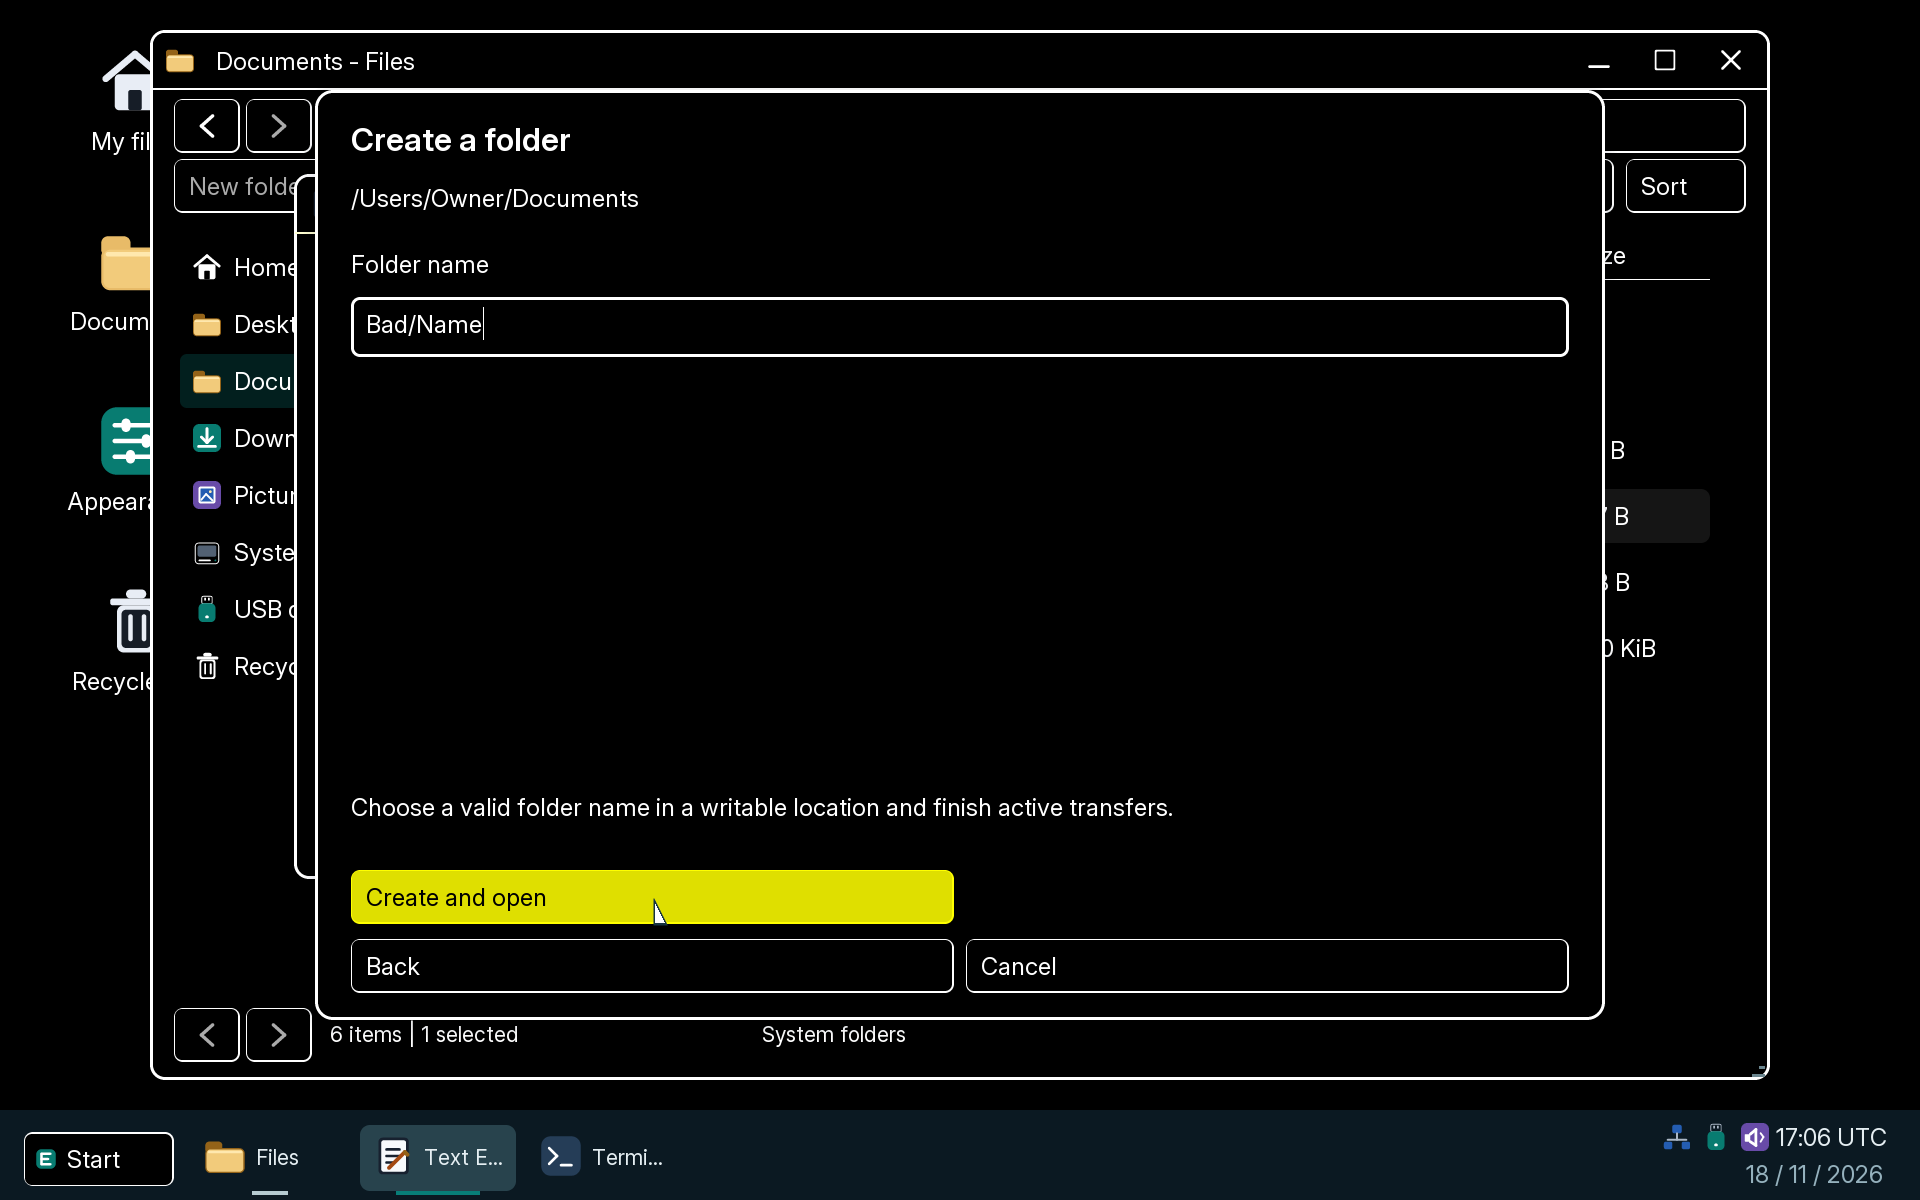 Documents - Files
My fil
Create a folder
/Users/Owner/Documents
New folde
Sort
Home
Folder name
ze
Docum
Deskt
Bad/Name
Docu
Down
B
Appeara
Pictur
B
Syste
B
USB
Recycle
Recyc
KiB
Choose a valid folder name in a writable location and finish active transfers.
Create and open
Back
Cancel
6 items | 1 selected
System folders
Start
Files
Text E...
Termi...
17:06 UTC
18 / 11 / 2026